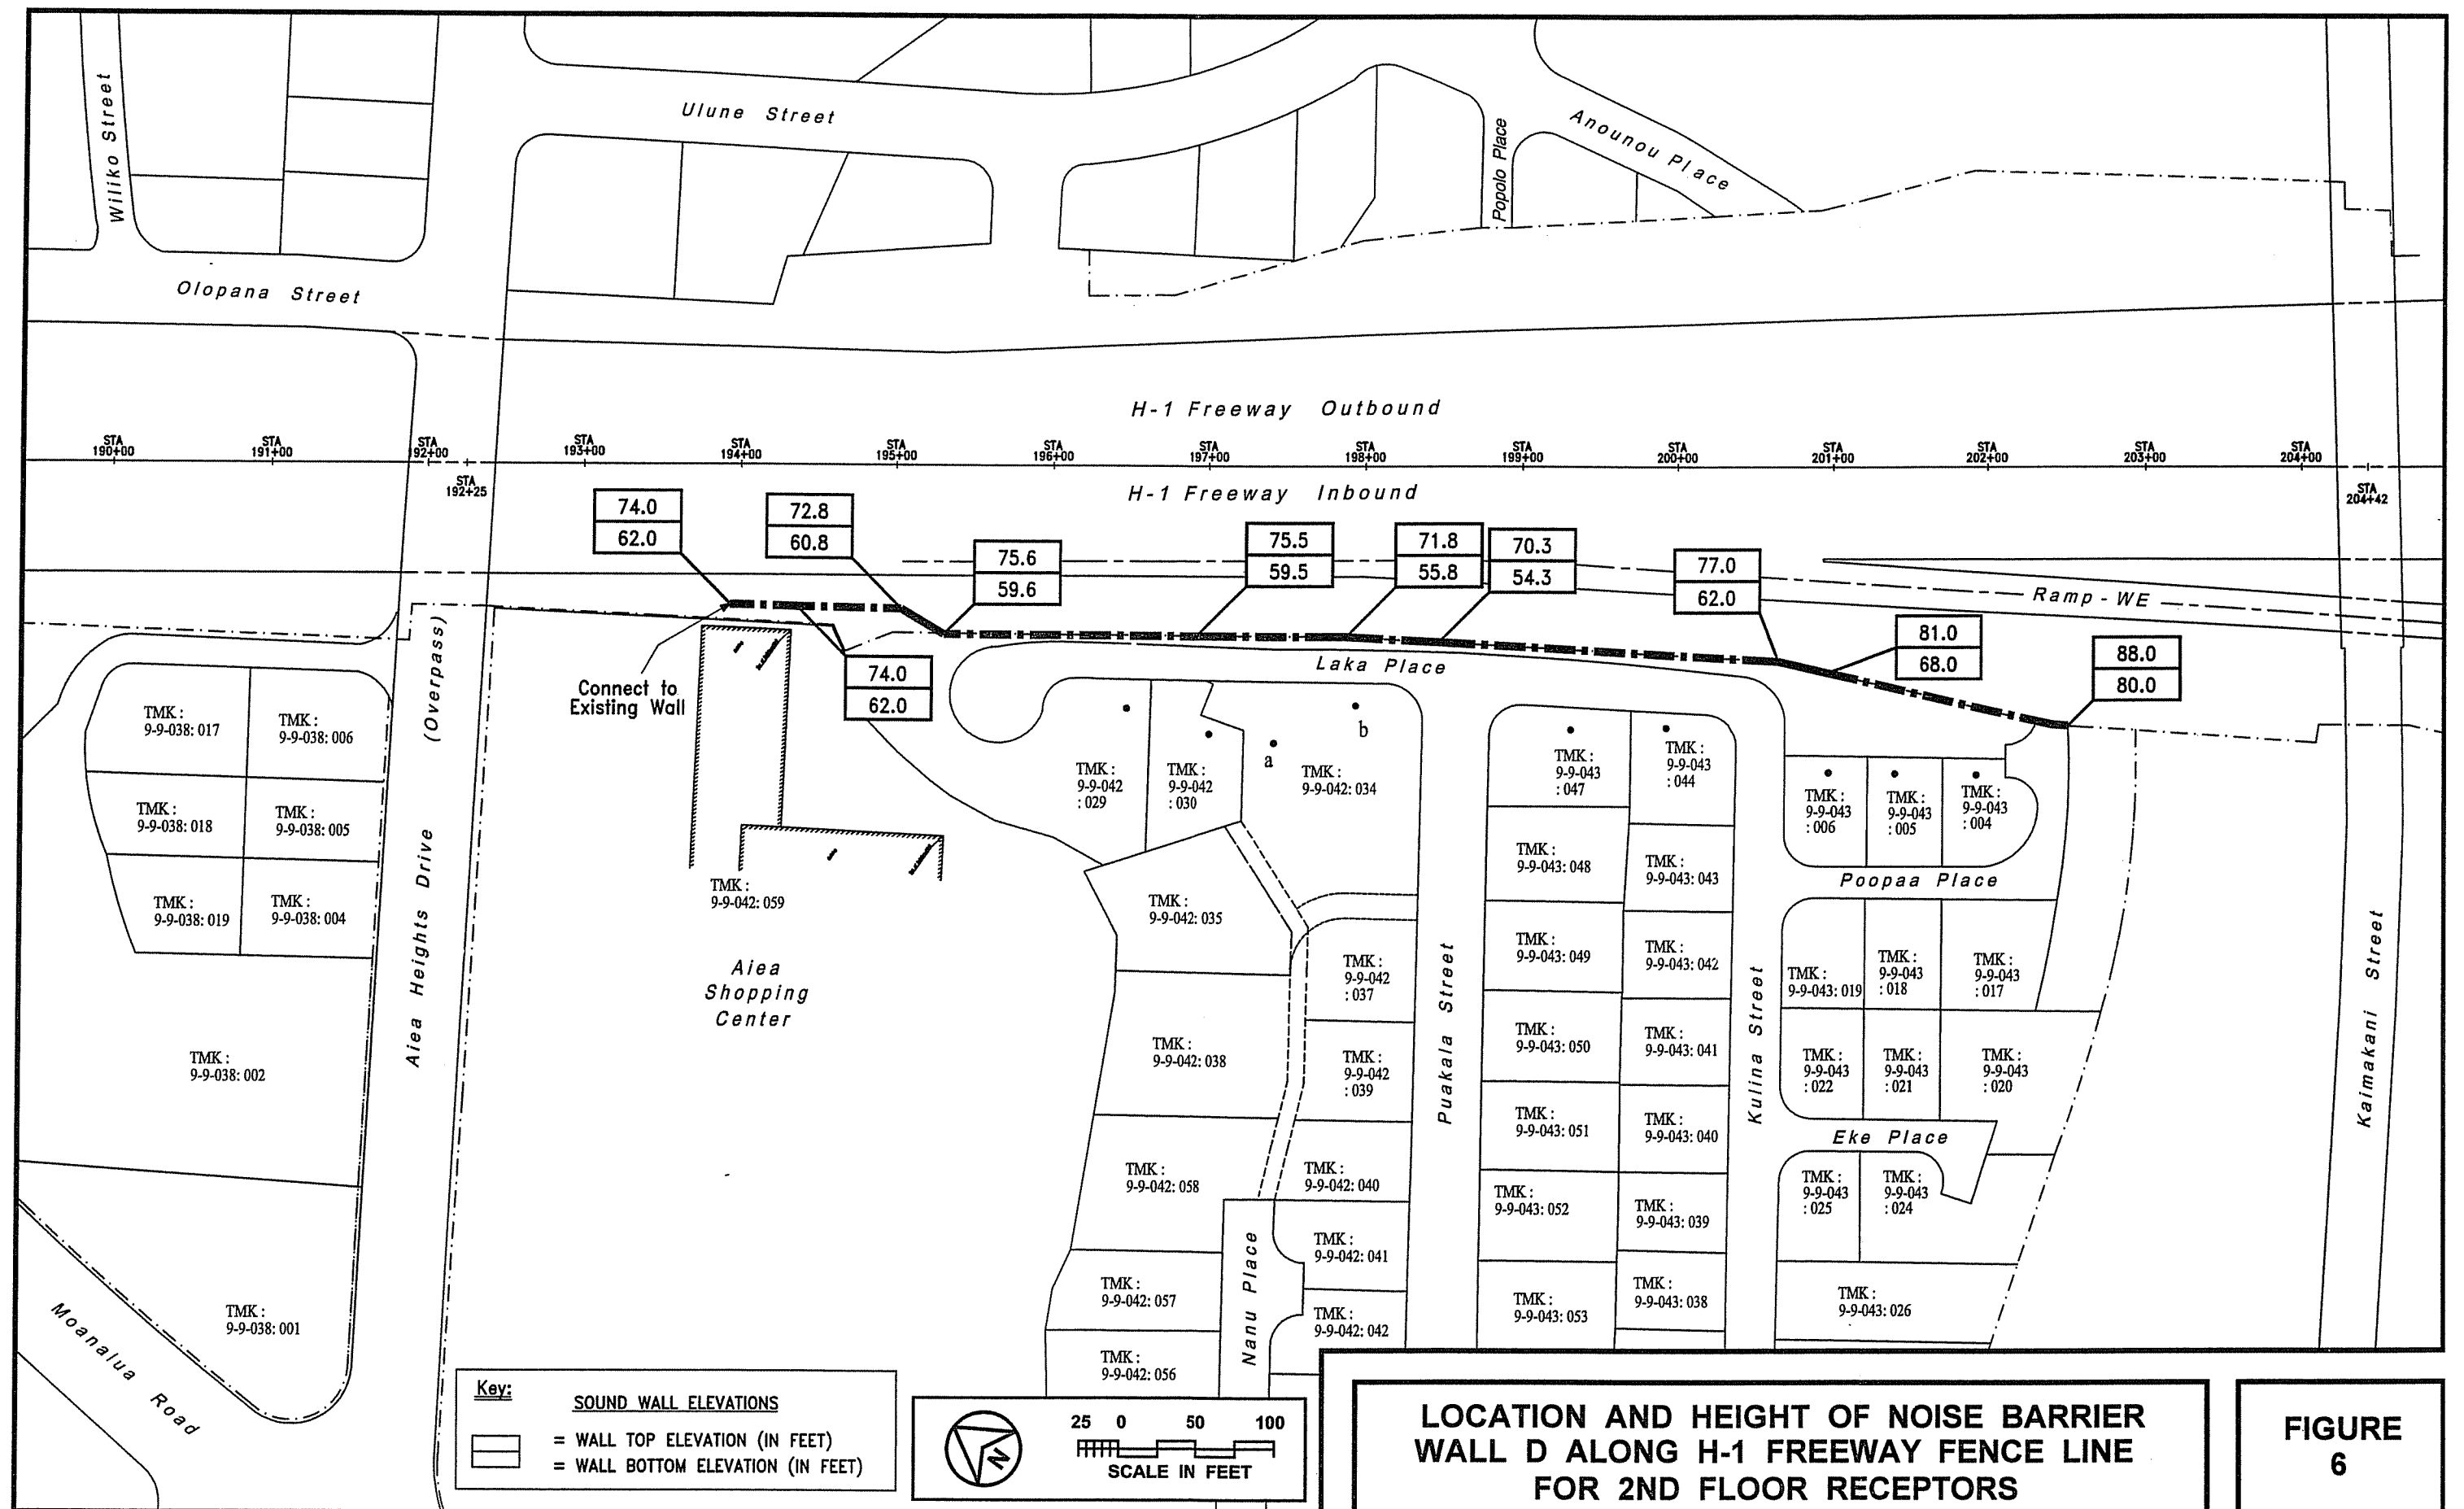 Wiliko Street
Ulune Street
Popolo Place
Anounou Place
Olopana Street
H-1 Freeway Outbound
STA
190+00
STA
191+00
STA
192+00
STA
193+00
STA
194+00
STA
195+00
STA
196+00
STA
197+00
STA
198+00
STA
199+00
STA
200+00
STA
201+00
STA
202+00
STA
203+00
STA
204+00
STA
192+25
H-1 Freeway Inbound
STA
204+42
74.0
62.0
72.8
60.8
75.6
59.6
75.5
59.5
71.8
55.8
70.3
54.3
77.0
62.0
Ramp-WE
81.0
68.0
88.0
80.0
74.0
62.0
Connect to
Existing Wall
Laka Place
Aiea Heights Drive (Overpass)
TMK:
9-9-038: 017
TMK:
9-9-038: 006
TMK:
9-9-038: 018
TMK:
9-9-038: 005
TMK:
9-9-038: 019
TMK:
9-9-038: 004
TMK:
9-9-038: 002
TMK:
9-9-038: 001
Moanalua Road
TMK:
9-9-042: 059
Aiea
Shopping
Center
TMK:
9-9-042
: 029
TMK:
9-9-042
: 030
a
b
TMK:
9-9-042: 034
TMK:
9-9-042: 035
TMK:
9-9-042
: 037
TMK:
9-9-042: 038
TMK:
9-9-042
: 039
TMK:
9-9-042: 058
TMK:
9-9-042: 040
TMK:
9-9-042: 041
TMK:
9-9-042: 057
TMK:
9-9-042: 042
TMK:
9-9-042: 056
Nanu Place
Puakala Street
TMK:
9-9-043
: 047
TMK:
9-9-043
: 044
TMK:
9-9-043: 048
TMK:
9-9-043: 043
TMK:
9-9-043: 049
TMK:
9-9-043: 042
TMK:
9-9-043: 050
TMK:
9-9-043: 041
TMK:
9-9-043: 051
TMK:
9-9-043: 040
TMK:
9-9-043: 052
TMK:
9-9-043: 039
TMK:
9-9-043: 053
TMK:
9-9-043: 038
Kulina Street
TMK:
9-9-043
: 006
TMK:
9-9-043
: 005
TMK:
9-9-043
: 004
Poopaa Place
TMK:
9-9-043: 019
TMK:
9-9-043
: 018
TMK:
9-9-043
: 017
TMK:
9-9-043
: 022
TMK:
9-9-043
: 021
TMK:
9-9-043
: 020
Eke Place
TMK:
9-9-043
: 025
TMK:
9-9-043
: 024
TMK:
9-9-043: 026
Kaimakani Street
Key:
SOUND WALL ELEVATIONS
= WALL TOP ELEVATION (IN FEET)
= WALL BOTTOM ELEVATION (IN FEET)
N
25 0 50 100
SCALE IN FEET
LOCATION AND HEIGHT OF NOISE BARRIER
WALL D ALONG H-1 FREEWAY FENCE LINE
FOR 2ND FLOOR RECEPTORS
FIGURE
6